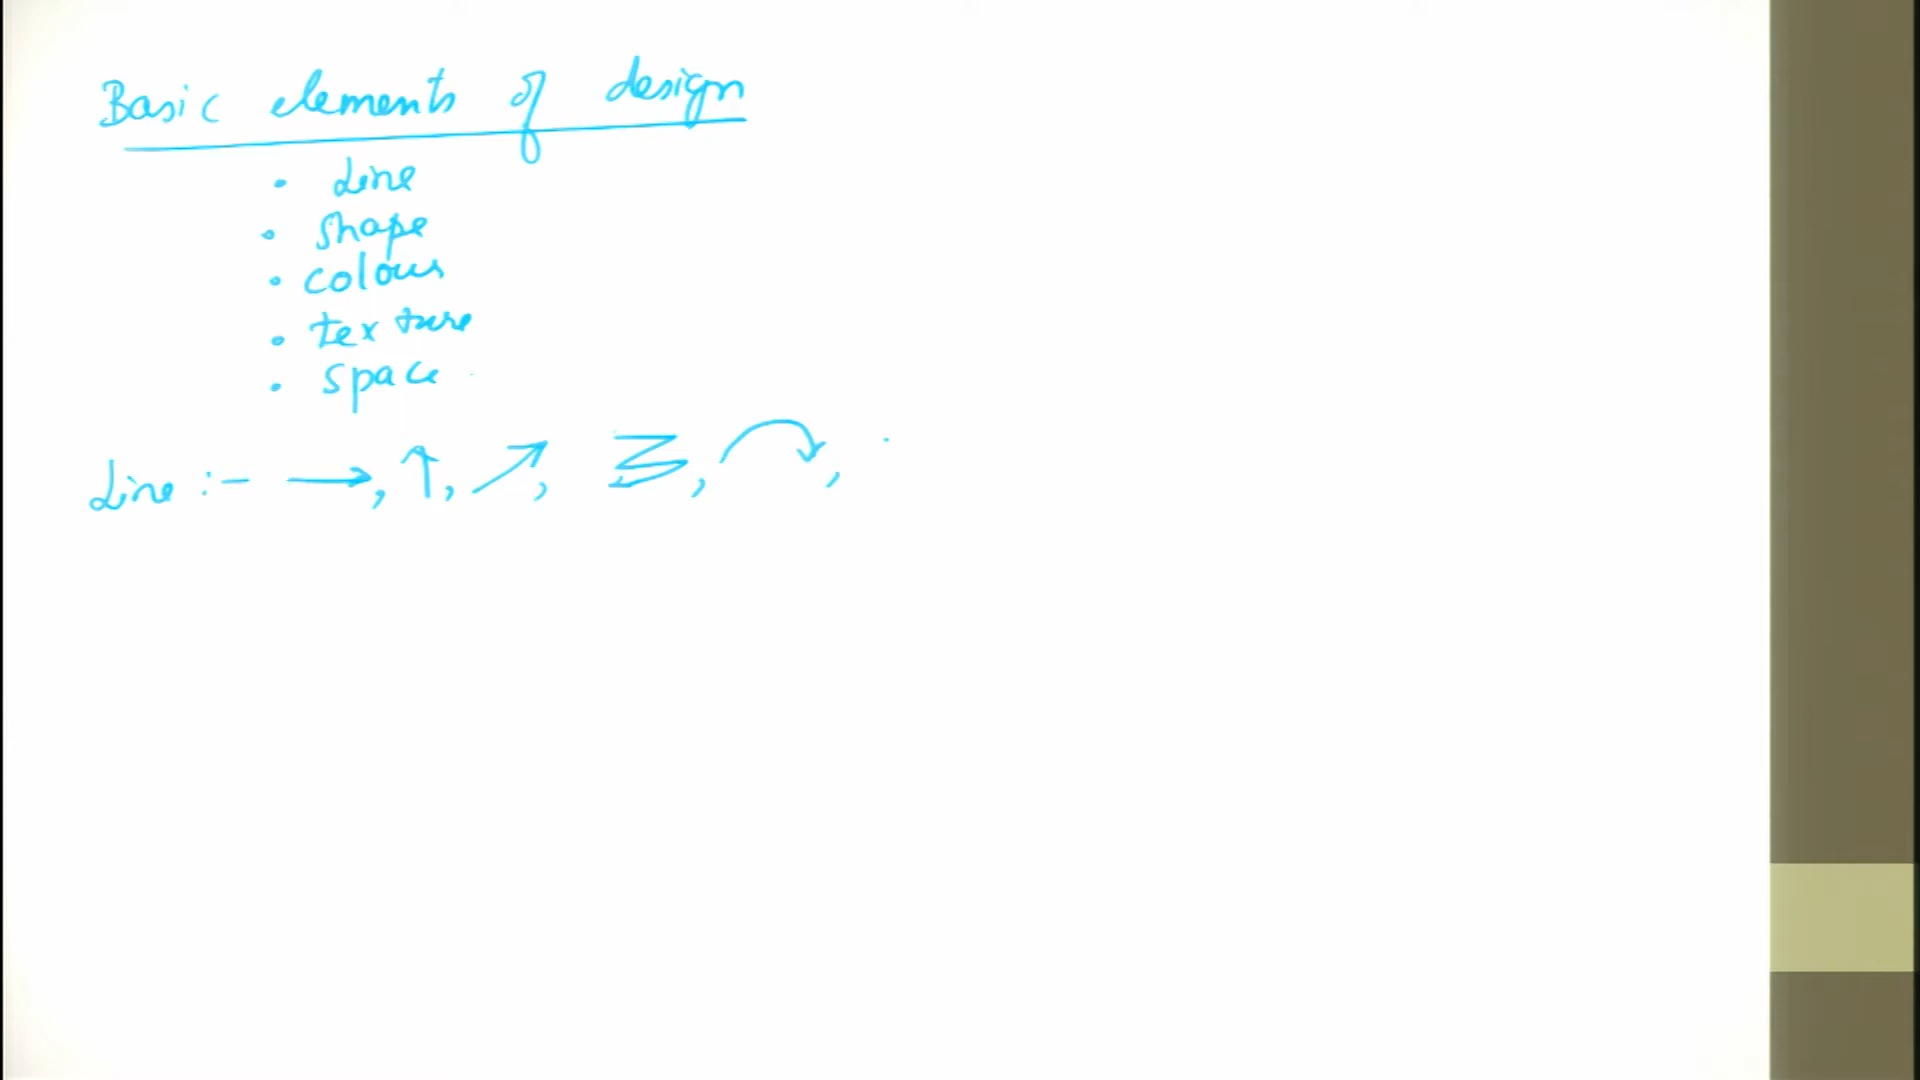 Basic elements of design
• Line
• Shape
• colour
• texture
• space
Line :- →, ↑, ↗, , ,